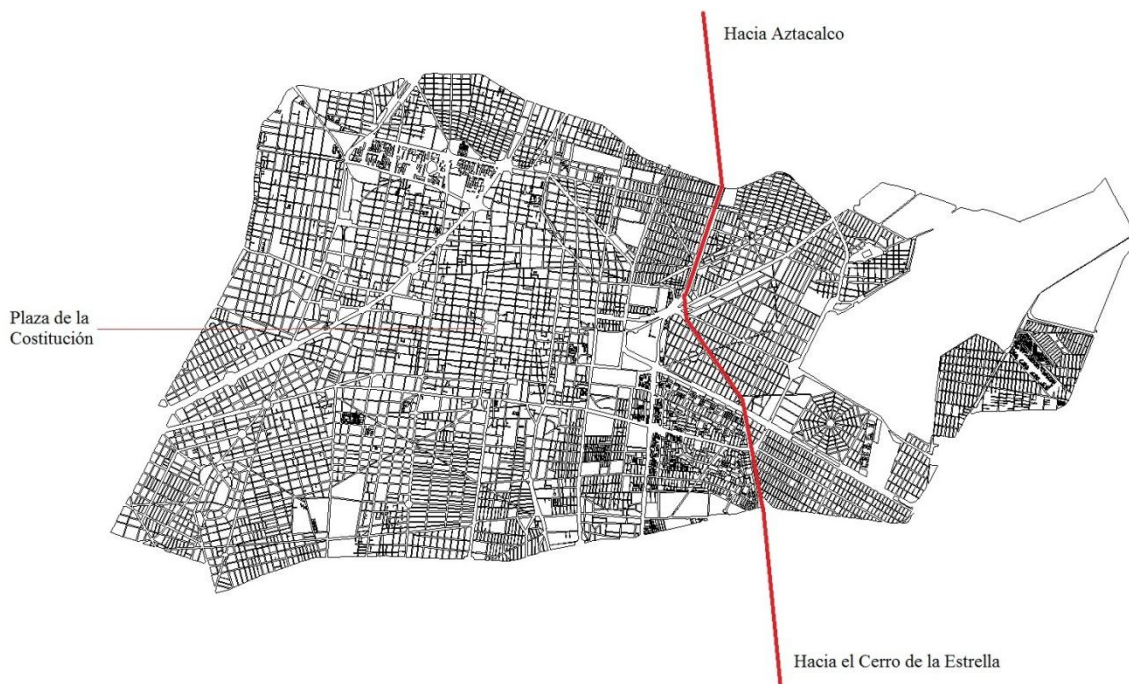 Hacia Aztacalco
Plaza de la
Costitución
Hacia el Cerro de la Estrella